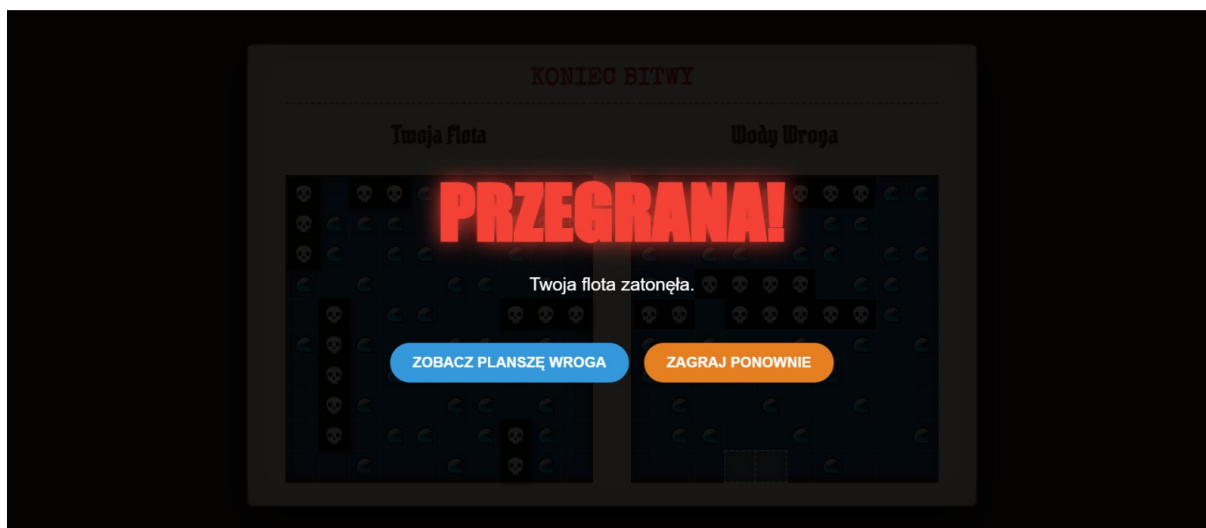 KONIEC BITWY
Twoja Flota
Wody Wroga
PRZEGRANA!
Twoja flota zatonęła.
ZOBACZ PLANSZĘ WROGA
ZAGRAJ PONOWNIE